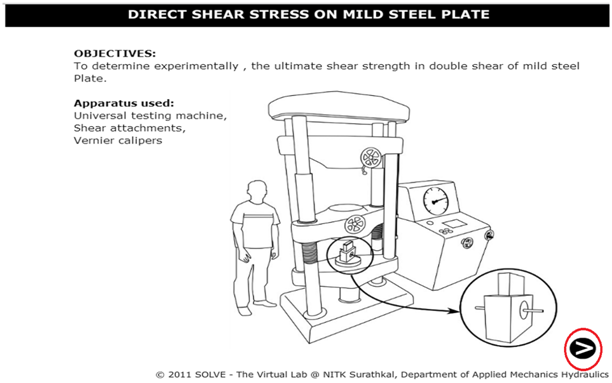 DIRECT SHEAR STRESS ON MILD STEEL PLATE
OBJECTIVES:
To determine experimentally , the ultimate shear strength in double shear of mild steel
Plate.
Apparatus used:
Universal testing machine,
Shear attachments,
Vernier calipers
© 2011 SOLVE - The Virtual Lab @ NITK Surathkal, Department of Applied Mechanics Hydraulics